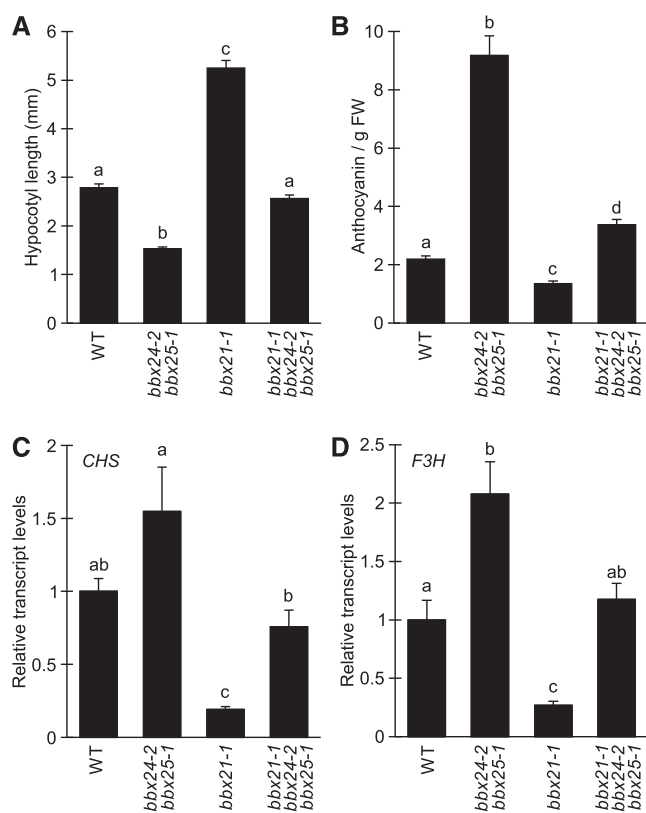 A
Hypocotyl length (mm)
6
5
4
3
2
1
0
a
b
c
a
WT
bbx24-2
bbx25-1
bbx21-1
bbx21-1
bbx24-2
bbx25-1
B
Anthocyanin / g FW
10
8
6
4
2
0
a
b
c
d
WT
bbx24-2
bbx25-1
bbx21-1
bbx21-1
bbx24-2
bbx25-1
C
CHS
Relative transcript levels
2
1.5
1
0.5
0
ab
a
c
b
WT
bbx24-2
bbx25-1
bbx21-1
bbx21-1
bbx24-2
bbx25-1
D
F3H
Relative transcript levels
2.5
2
1.5
1
0.5
0
a
b
c
ab
WT
bbx24-2
bbx25-1
bbx21-1
bbx21-1
bbx24-2
bbx25-1